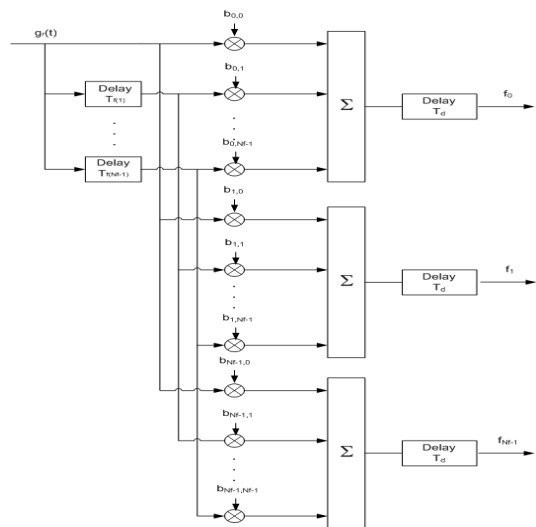 b0,0
gr(t)
b0,1
Delay
Tf(1)
Σ
Delay
Td
f0
b0,Nf-1
Delay
Tf(Nf-1)
b1,0
b1,1
Σ
Delay
Td
f1
b1,Nf-1
bNf-1,0
bNf-1,1
Σ
Delay
Td
fNf-1
bNf-1,Nf-1